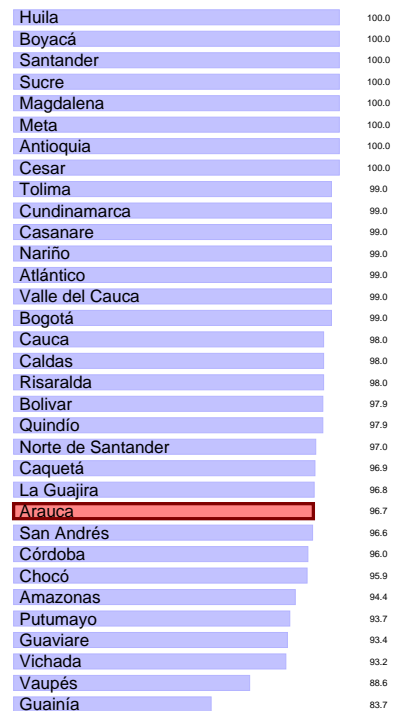 Huila 100.0
Boyacá 100.0
Santander 100.0
Sucre 100.0
Magdalena 100.0
Meta 100.0
Antioquia 100.0
Cesar 100.0
Tolima 99.0
Cundinamarca 99.0
Casanare 99.0
Nariño 99.0
Atlántico 99.0
Valle del Cauca 99.0
Bogotá 99.0
Cauca 98.0
Caldas 98.0
Risaralda 98.0
Bolivar 97.9
Quindío 97.9
Norte de Santander 97.0
Caquetá 96.9
La Guajira 96.8
Arauca 96.7
San Andrés 96.6
Córdoba 96.0
Chocó 95.9
Amazonas 94.4
Putumayo 93.7
Guaviare 93.4
Vichada 93.2
Vaupés 88.6
Guainía 83.7